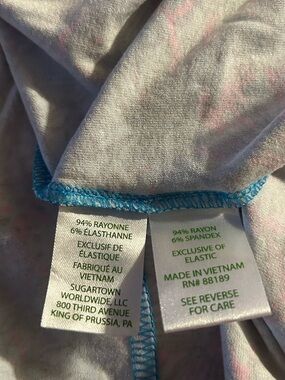 94% RAYONNE
6% ÉLASTHANNE
EXCLUSIF DE
ÉLASTIQUE
FABRIQUÉ AU
VIETNAM
SUGARTOWN
WORLDWIDE, LLC
800 THIRD AVENUE
KING OF PRUSSIA, PA
94% RAYON
6% SPANDEX
EXCLUSIVE OF
ELASTIC
MADE IN VIETNAM
RN# 88189
SEE REVERSE
FOR CARE